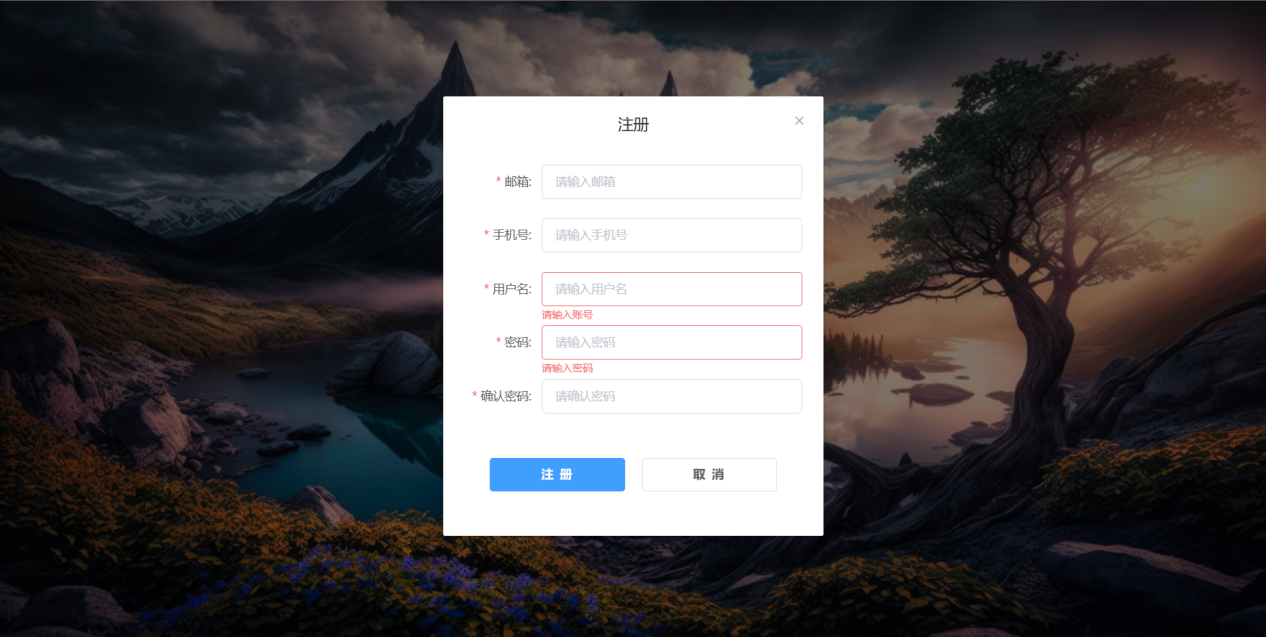 注册
* 邮箱: 请输入邮箱
* 手机号: 请输入手机号
* 用户名: 请输入用户名
请输入账号
* 密码: 请输入密码
请输入密码
* 确认密码: 请确认密码
注 册 取 消